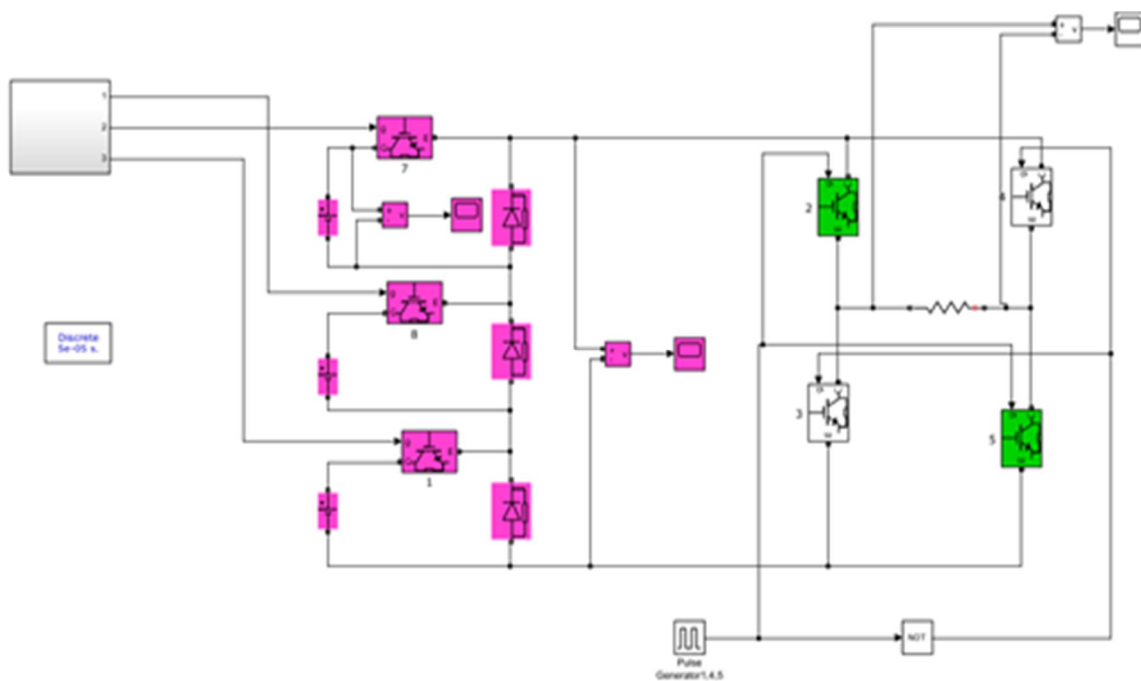 1
2
3
g
C
E
7
+
-
v
g
C
E
8
g
C
E
1
Discrete
5e-05 s.
+
-
v
+
-
v
2
4
3
5
NOT
Pulse
Generator1,4,5